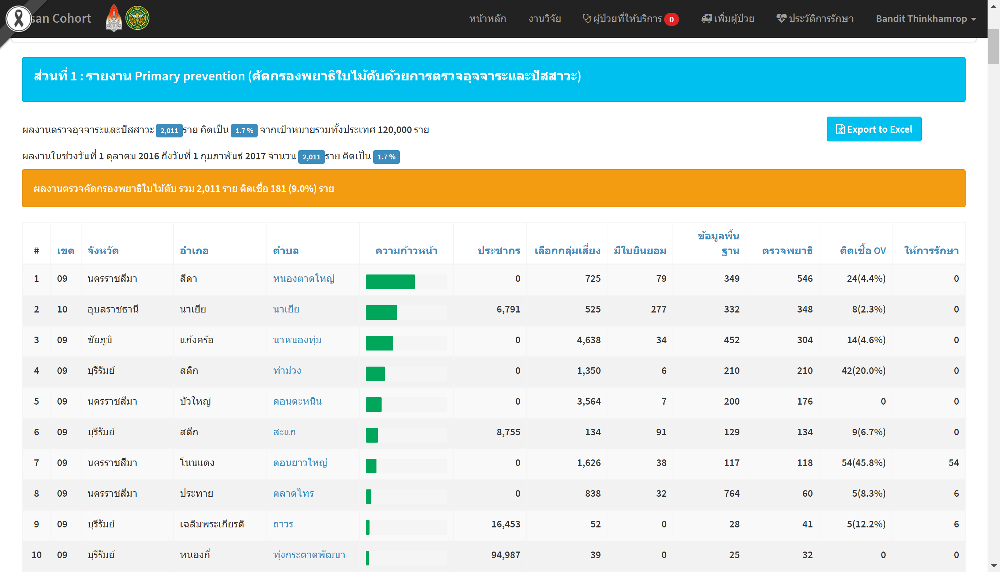 san Cohort หน้าหลัก งานวิจัย ผู้ป่วยที่ให้บริการ 0 เพิ่มผู้ป่วย ประวัติการรักษา Bandit Thinkhamrop
ส่วนที่ 1 : รายงาน Primary prevention (คัดกรองพยาธิใบไม้ตับด้วยการตรวจอุจจาระและปัสสาวะ)
ผลงานตรวจอุจจาระและปัสสาวะ 2,011 ราย คิดเป็น 1.7 % จากเป้าหมายรวมทั้งประเทศ 120,000 ราย
Export to Excel
ผลงานในช่วงวันที่ 1 ตุลาคม 2016 ถึงวันที่ 1 กุมภาพันธ์ 2017 จำนวน 2,011 ราย คิดเป็น 1.7 %
ผลงานตรวจคัดกรองพยาธิใบไม้ดับ รวม 2,011 ราย ติดเชื้อ 181 (9.0%) ราย
# เขต จังหวัด อำเภอ ตำบล ความก้าวหน้า ประชากร เลือกกลุ่มเสี่ยง มีใบยินยอม ข้อมูลพื้นฐาน ตรวจพยาธิ ติดเชื้อ OV ให้การรักษา
1 09 นครราชสีมา สีดา หนองตาดใหญ่ 0 725 79 349 546 24(4.4%) 0
2 10 อุบลราชธานี นาเยีย นาเยีย 6,791 525 277 332 348 8(2.3%) 0
3 09 ชัยภูมิ แก้งคร้อ นาหนองทุ่ม 0 4,638 34 452 304 14(4.6%) 0
4 09 บุรีรัมย์ สตึก ท่าม่วง 0 1,350 6 210 210 42(20.0%) 0
5 09 นครราชสีมา บัวใหญ่ ดอนตะหนิน 0 3,564 7 200 176 0 0
6 09 บุรีรัมย์ สตึก สะแก 8,755 134 91 129 134 9(6.7%) 0
7 09 นครราชสีมา โนนแดง ดอนยาวใหญ่ 0 1,626 38 117 118 54(45.8%) 54
8 09 นครราชสีมา ประทาย ตลาดไทร 0 838 32 764 60 5(8.3%) 6
9 09 บุรีรัมย์ เฉลิมพระเกียรติ ถาวร 16,453 52 0 28 41 5(12.2%) 6
10 09 บุรีรัมย์ หนองกี่ ทุ่งกระตาดพัฒนา 94,987 39 0 25 32 0 0